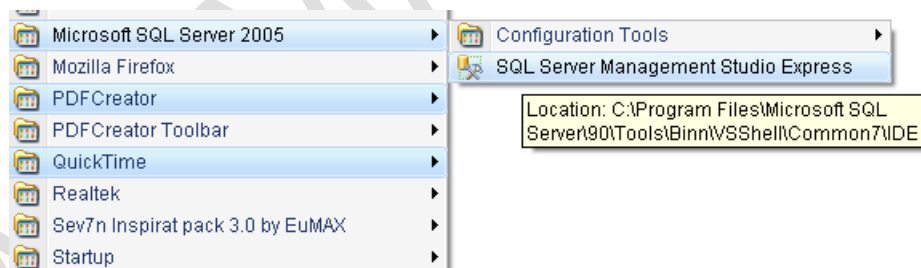 Microsoft SQL Server 2005
Mozilla Firefox
PDFCreator
PDFCreator Toolbar
QuickTime
Realtek
Sev7n Inspirat pack 3.0 by EuMAX
Startup
Configuration Tools
SQL Server Management Studio Express
Location: C:\Program Files\Microsoft SQL
Server\90\Tools\Binn\VSShell\Common7\IDE